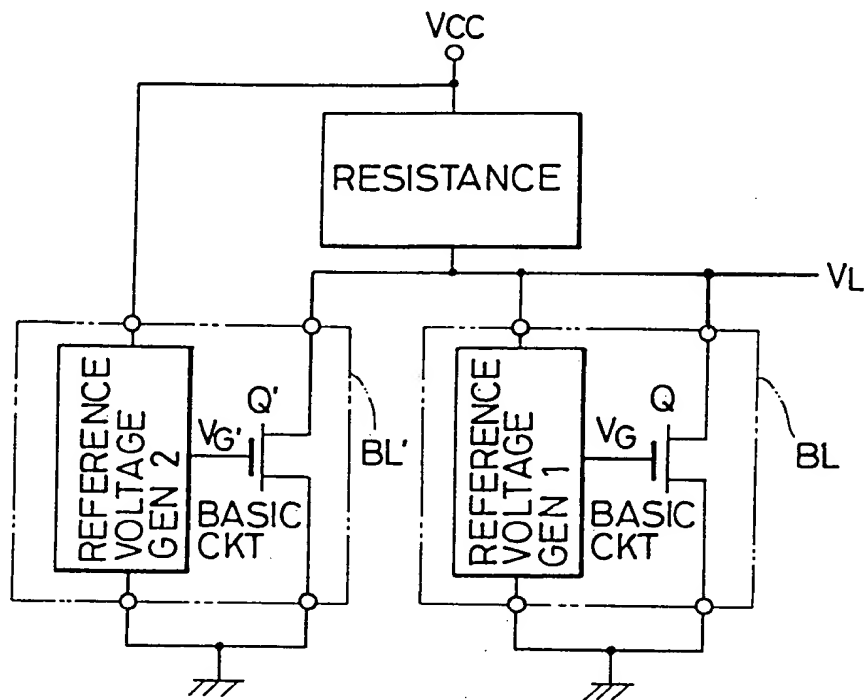 VCC
RESISTANCE
VL
REFERENCE
VOLTAGE
GEN 2
VG'
Q'
BASIC
CKT
BL'
REFERENCE
VOLTAGE
GEN 1
VG
Q
BASIC
CKT
BL